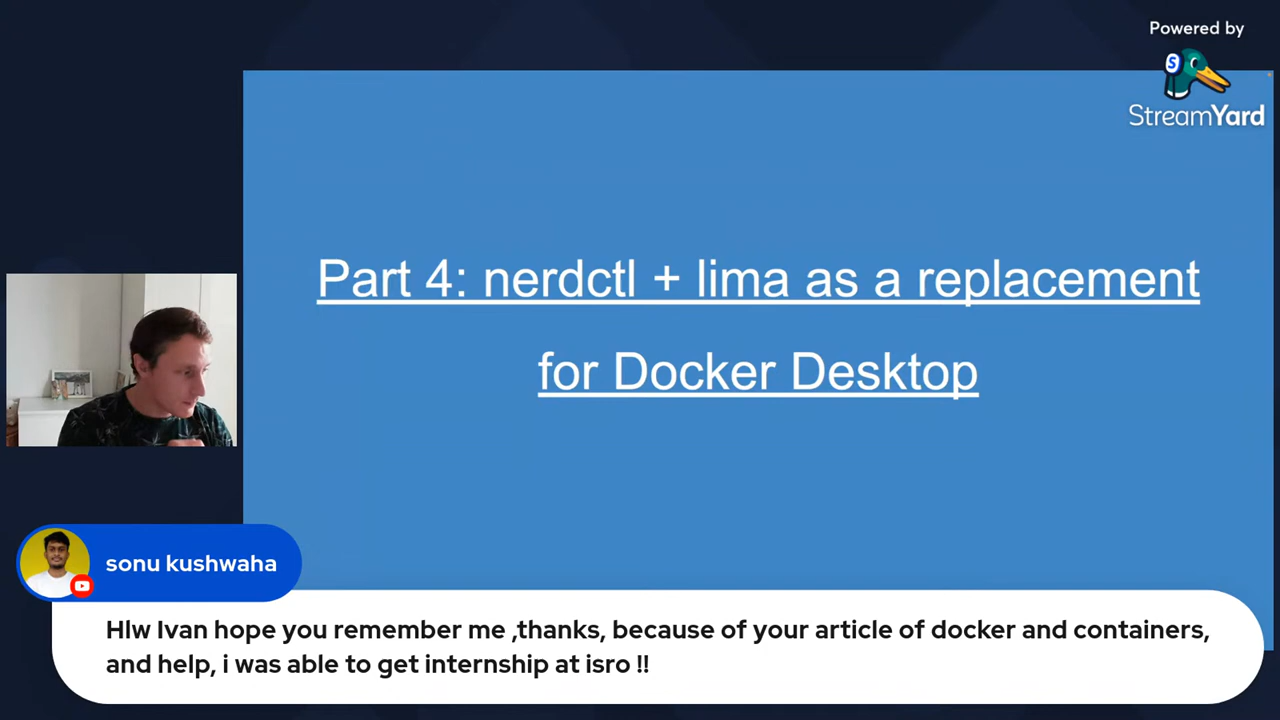 Powered by
StreamYard
Part 4: nerdctl + lima as a replacement
for Docker Desktop
sonu kushwaha
Hlw Ivan hope you remember me ,thanks, because of your article of docker and containers,
and help, i was able to get internship at isro !!